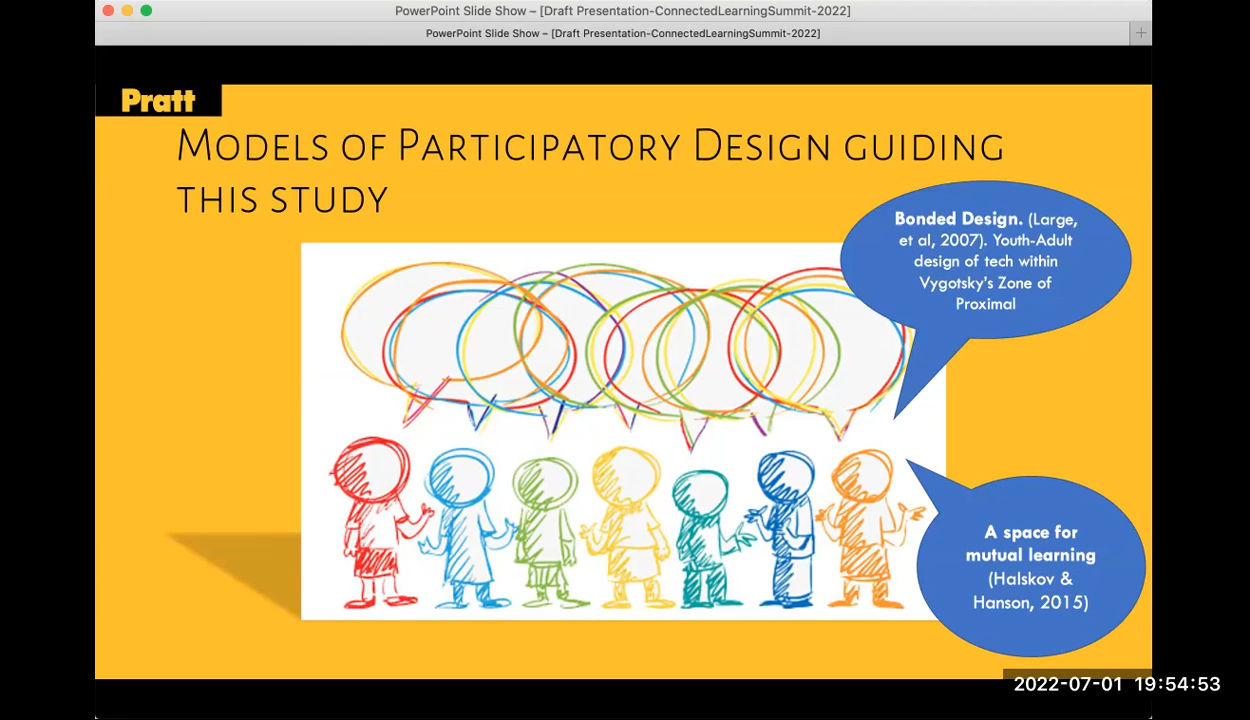 PowerPoint Slide Show – [Draft Presentation-ConnectedLearningSummit-2022]
PowerPoint Slide Show – [Draft Presentation-ConnectedLearningSummit-2022]
Pratt
Models of Participatory Design guiding
this study
Bonded Design. (Large,
et al, 2007). Youth-Adult
design of tech within
Vygotsky's Zone of
Proximal
A space for
mutual learning
(Halskov &
Hanson, 2015)
2022-07-01 19:54:53